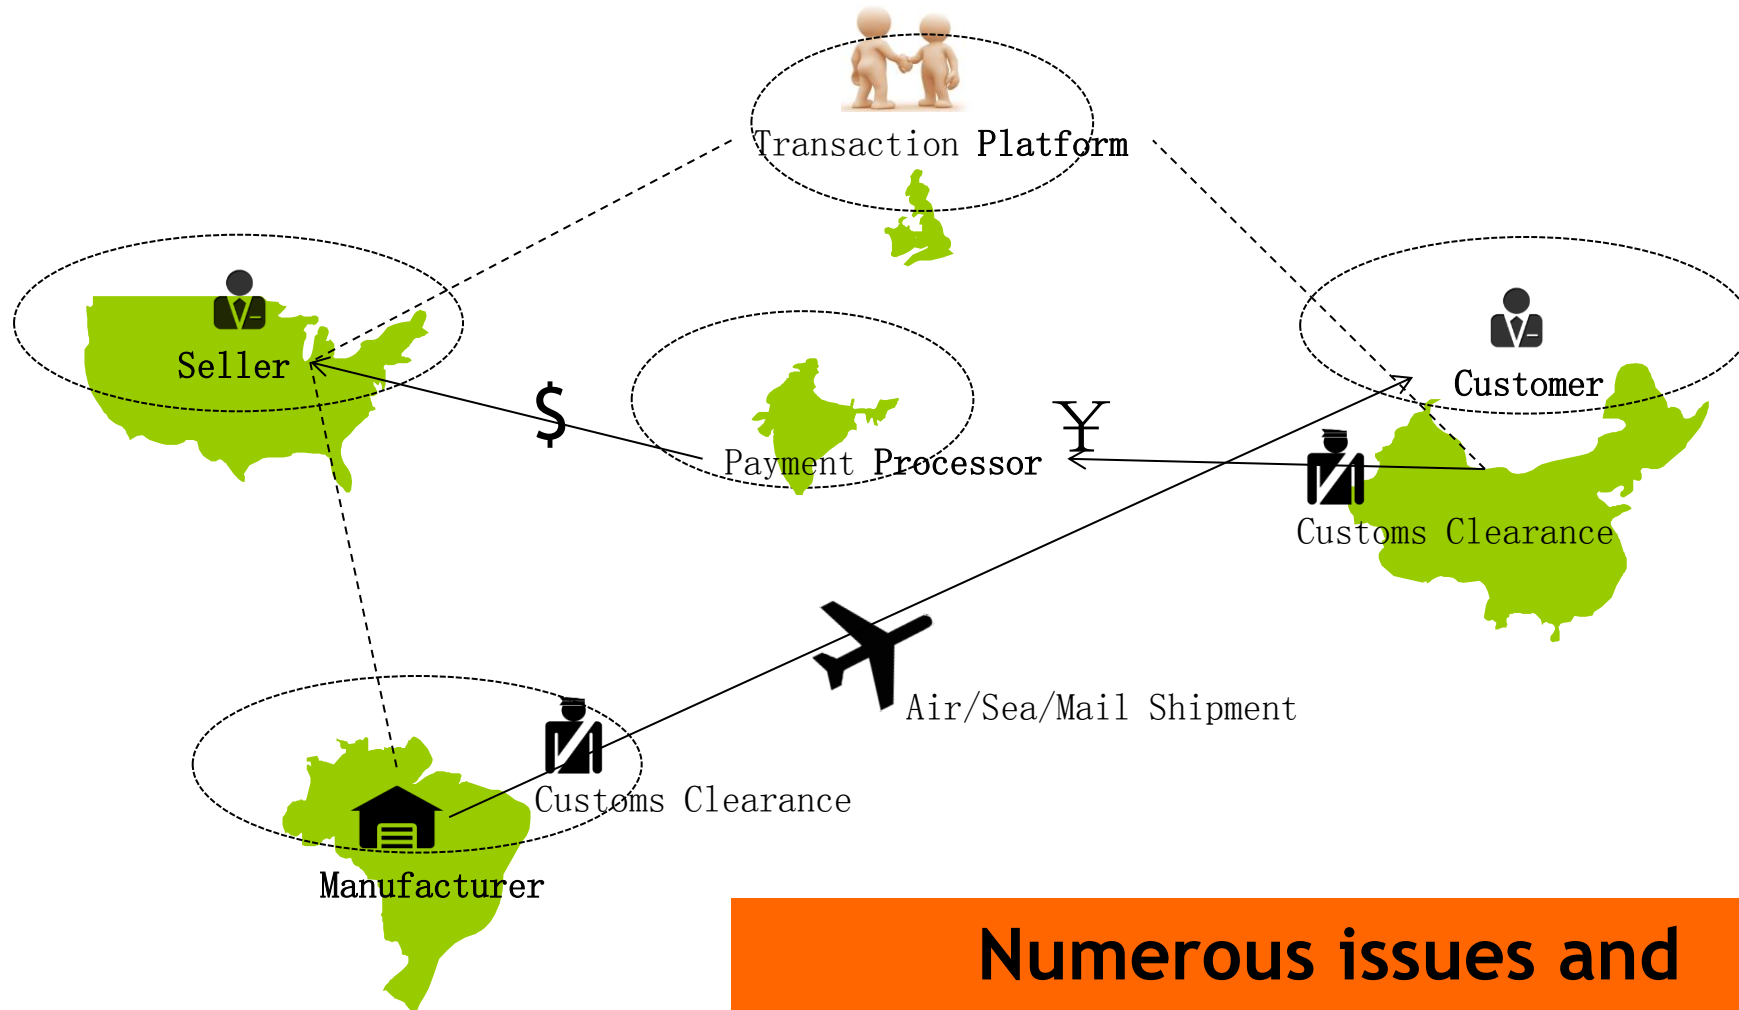 Transaction Platform
Seller
Customer
$
¥
Payment Processor
Customs Clearance
Air/Sea/Mail Shipment
Customs Clearance
Manufacturer
Numerous issues and